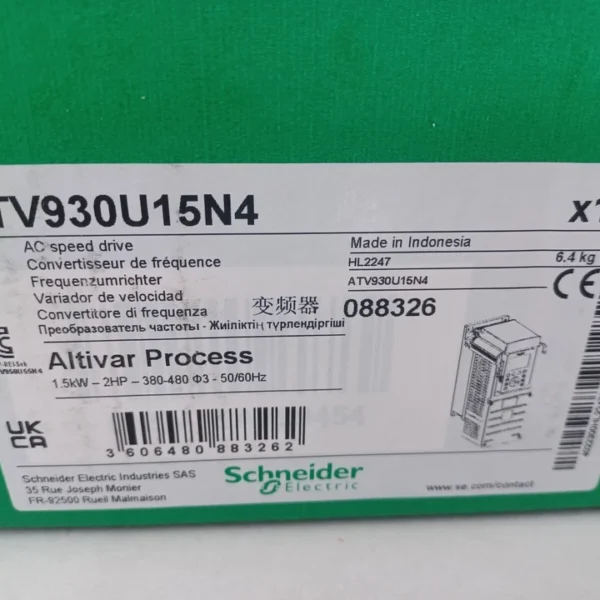 TV930U15N4
x1
AC speed drive
Convertisseur de fréquence
Frequenzumrichter
Variador de velocidad
Convertitore di frequenza
变频器
Преобразователь частоты - Жиіліктің түрлендіргіші
Made in Indonesia
HL2247
6.4 kg
ATV930U15N4
088326
CE
Altivar Process
1.5kW - 2HP - 380-480 Φ3 - 50/60Hz
UK
CA
3 606480 883262
Schneider Electric Industries SAS
35 Rue Joseph Monier
FR-92500 Rueil Malmaison
Schneider
Electric
www.se.com/contact